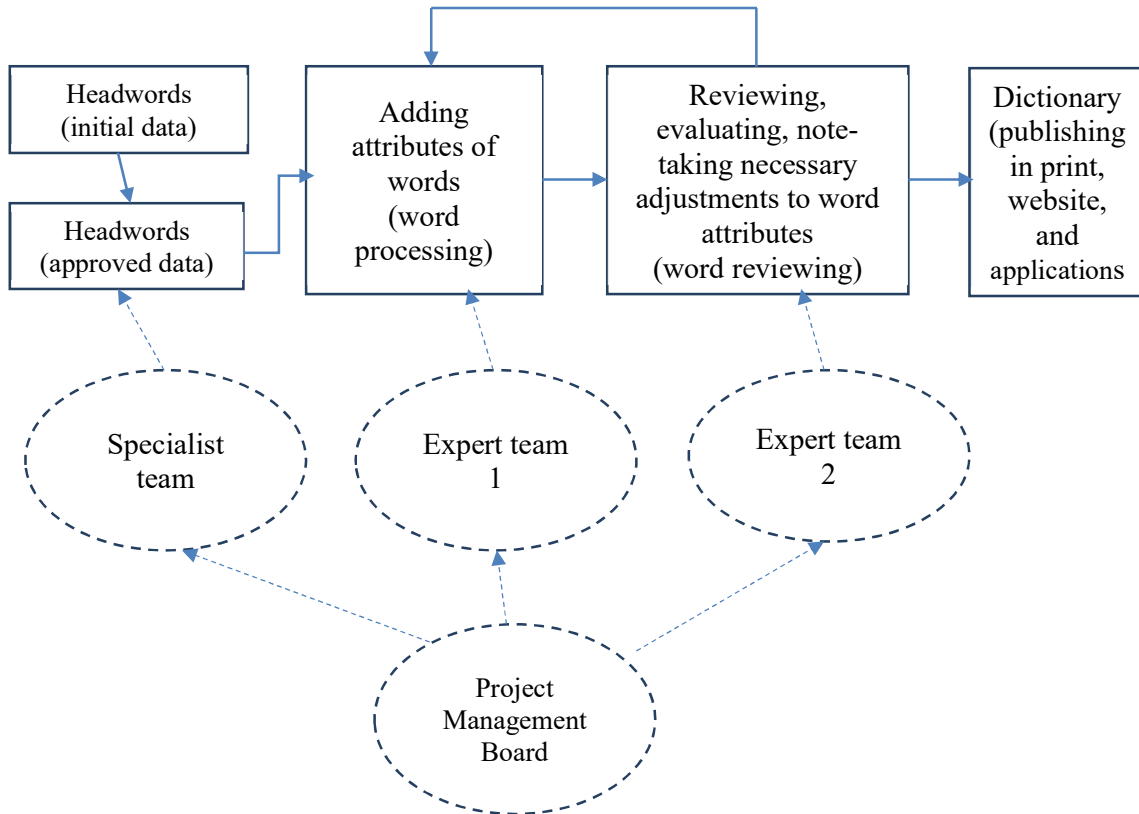 Headwords
(initial data)
Headwords
(approved data)
Adding
attributes of
words
(word
processing)
Reviewing,
evaluating, note-
taking necessary
adjustments to word
attributes
(word reviewing)
Dictionary
(publishing
in print,
website,
and
applications
Specialist
team
Expert team
1
Expert team
2
Project
Management
Board